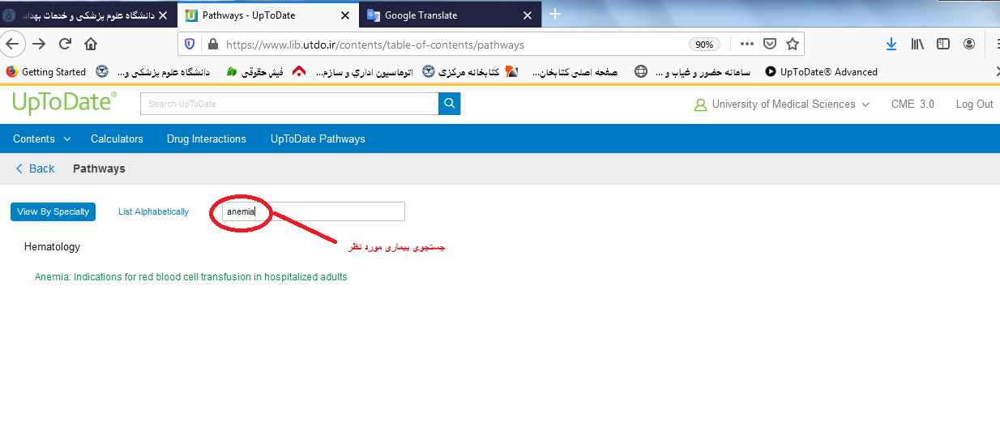 دانشگاه علوم پزشکی و خدمات بهداش
Pathways - UpToDate
Google Translate
https://www.lib.utdo.ir/contents/table-of-contents/pathways
90%
Getting Started
دانشگاه علوم پزشکی و...
فیش حقوقی
اتوماسیون اداري و سازم...
کتابخانه مرکزی
صفحه اصلی کتابخان...
سامانه حضور و غیاب و ...
UpToDate® Advanced
UpToDate®
Search UpToDate
University of Medical Sciences
CME 3.0
Log Out
Contents
Calculators
Drug Interactions
UpToDate Pathways
Back
Pathways
View By Specialty
List Alphabetically
anemia
جستجوی بیماری مورد نظر
Hematology
Anemia: Indications for red blood cell transfusion in hospitalized adults